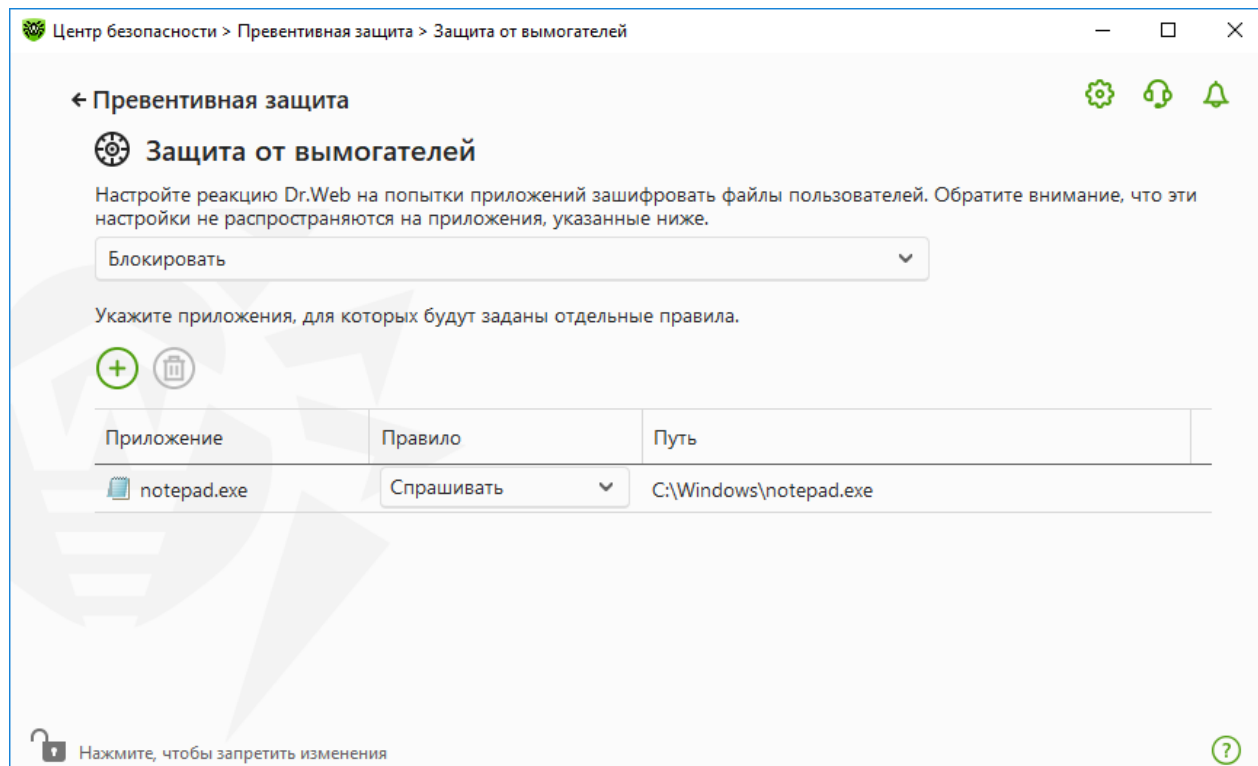 Центр безопасности > Превентивная защита > Защита от вымогателей
Превентивная защита
Защита от вымогателей
Настройте реакцию Dr.Web на попытки приложений зашифровать файлы пользователей. Обратите внимание, что эти
настройки не распространяются на приложения, указанные ниже.
Блокировать
Укажите приложения, для которых будут заданы отдельные правила.
Приложение Правило Путь
notepad.exe Спрашивать C:\Windows\notepad.exe
Нажмите, чтобы запретить изменения